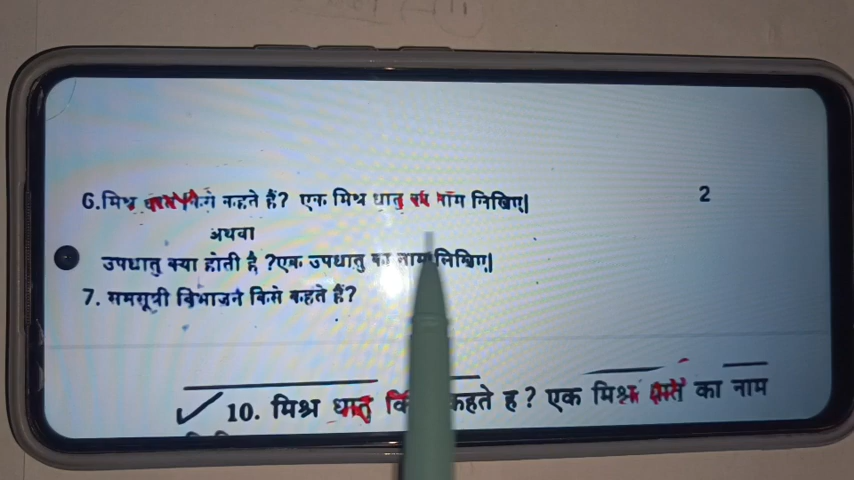 6.मिश्र कहते हैं? एक मिश्र धातु का नाम लिखिए|
2
अथवा
उपधातु क्या होती है ?एक उपधातु का नाम लिखिए|
7. समसूत्री विभाजन किसे कहते हैं?
10. मिश्र धातु कहते ह ? एक मिश्र का नाम